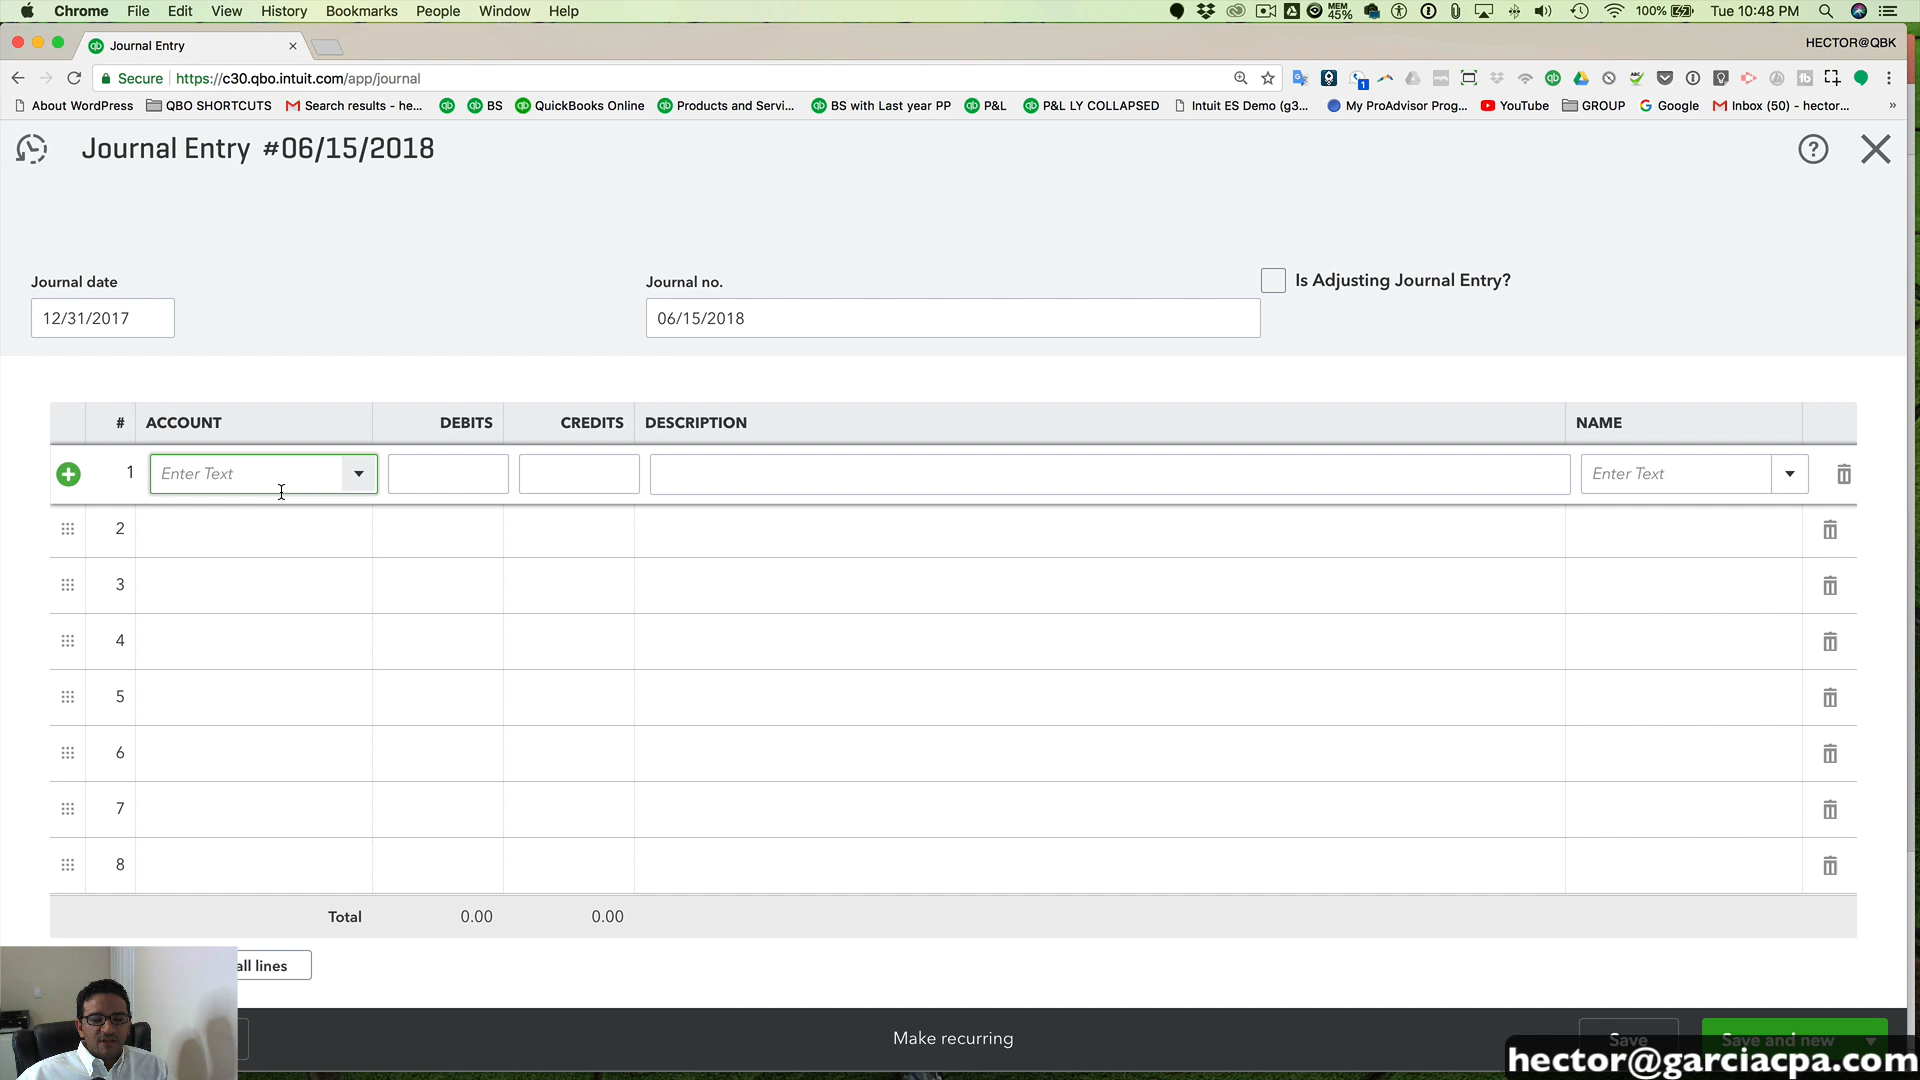 Chrome File Edit View History Bookmarks People Window Help MEM 45% 100% Tue 10:48 PM
Journal Entry HECTOR@QBK
Secure https://c30.qbo.intuit.com/app/journal
About WordPress QBO SHORTCUTS Search results - he... BS QuickBooks Online Products and Servi... BS with Last year PP P&L P&L LY COLLAPSED Intuit ES Demo (g3... My ProAdvisor Prog... YouTube GROUP Google Inbox (50) - hector... »
Journal Entry #06/15/2018
Journal date Journal no. Is Adjusting Journal Entry?
12/31/2017 06/15/2018
# ACCOUNT DEBITS CREDITS DESCRIPTION NAME
1 Enter Text Enter Text
2
3
4
5
6
7
8
Total 0.00 0.00
all lines
Make recurring Save Save and new
hector@garciacpa.com